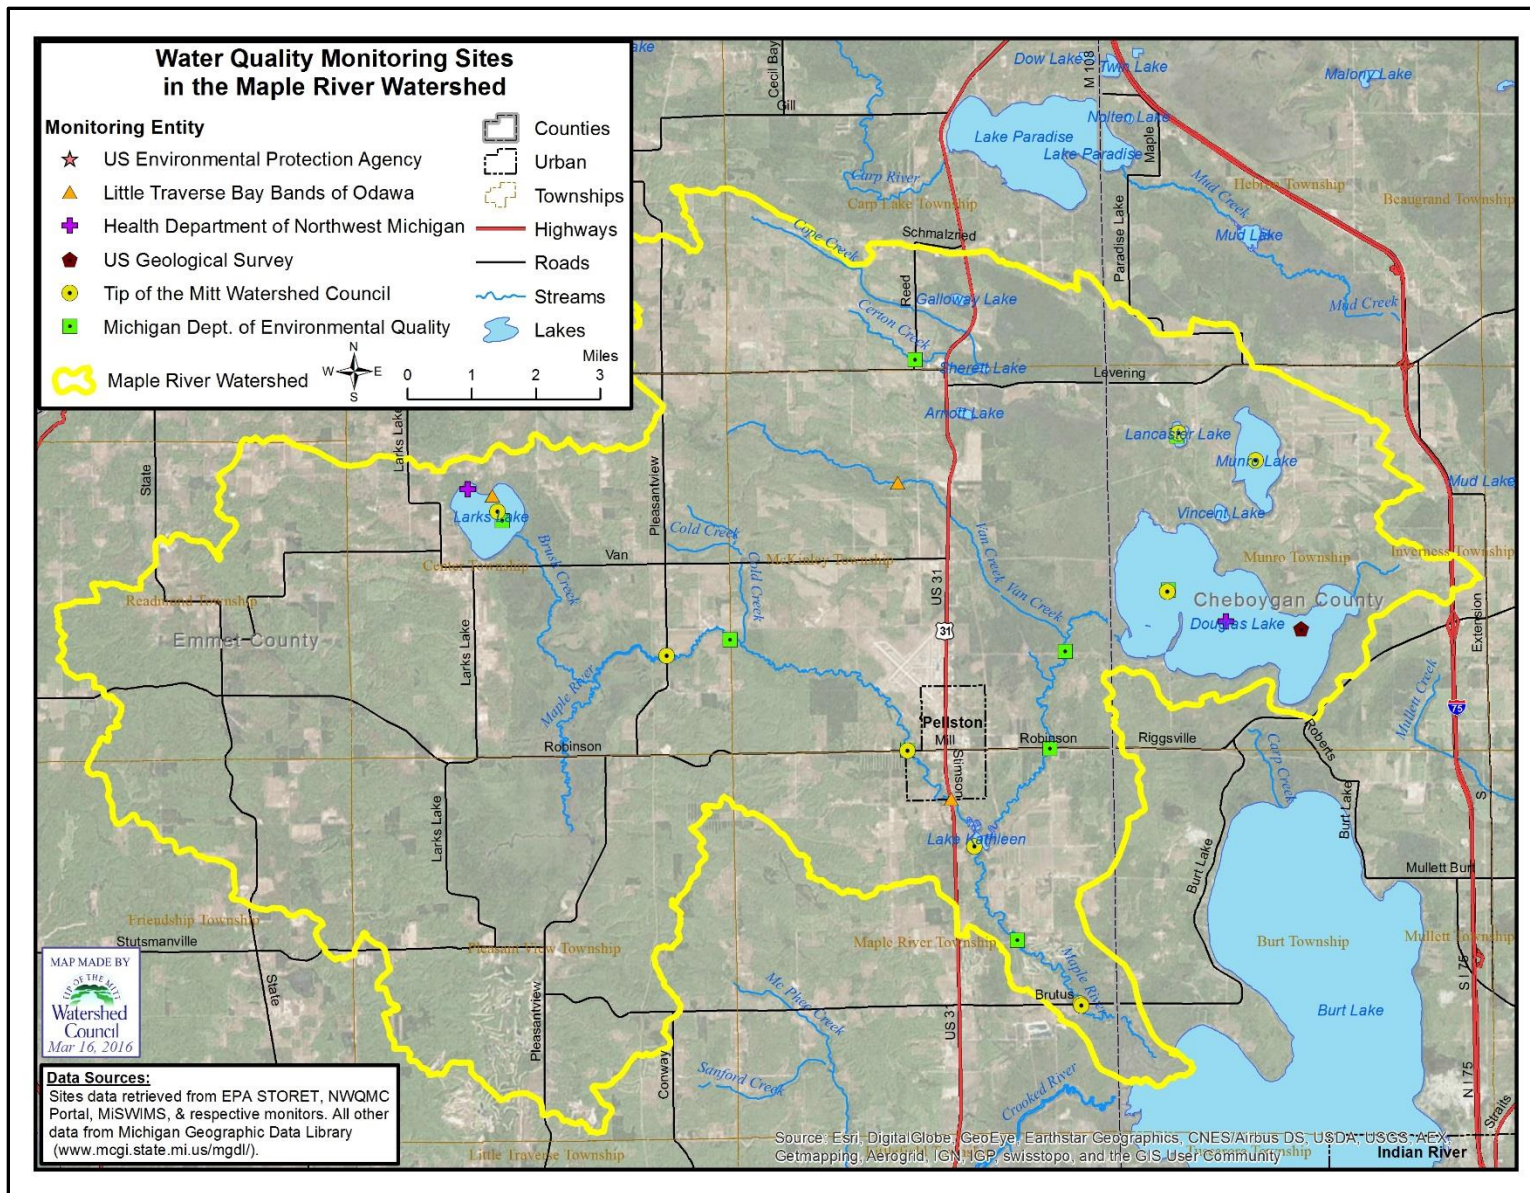 Water Quality Monitoring Sites
in the Maple River Watershed
Monitoring Entity
US Environmental Protection Agency
Little Traverse Bay Bands of Odawa
Health Department of Northwest Michigan
US Geological Survey
Tip of the Mitt Watershed Council
Michigan Dept. of Environmental Quality
Maple River Watershed
Counties
Urban
Townships
Highways
Roads
Streams
Lakes
N
W E
S
Miles
0 1 2 3
Cecil Bay
Gill
Dow Lake
M 108
Twin Lake
Malony Lake
Nolten Lake
Lake Paradise
Lake Paradise
Maple
Carp River
Carp Lake Township
Mud Creek
Hebron Township
Beaugrand Township
Mud Lake
Paradise Lake
Mud Creek
Schmalzried
Cope Creek
Reed
Galloway Lake
Certon Creek
Sherett Lake
Levering
Arnott Lake
Lancaster Lake
Munro Lake
Mud Lake
Vincent Lake
State
Larks Lake
Pleasantview
Larks Lake
Cold Creek
Cold Creek
Van
McKinley Township
Van Creek
Van Creek
Munro Township
Inverness Township
Center Township
Brush Creek
Readmond Township
Emmet County
Larks Lake
US 31
31
Cheboygan County
Douglas Lake
Extension
Mullett Creek
75
Maple River
Pellston
Mill
Stimson
Robinson
Robinson
Riggsville
Roberts
Carp Creek
S
Larks Lake
Lake Kathleen
Burt Lake
Burt Lake
Mullett Burt
Friendship Township
Stutsmanville
Pleasant View Township
Maple River Township
Burt Township
Mullett Township
State
Mc Phee Creek
Maple River
Brutus
Burt Lake
S I 75
Pleasantview
US 31
Conway
Sanford Creek
Crooked River
N I 75
Straits
Little Traverse Township
Indian River
MAP MADE BY
TIP OF THE MITT
Watershed
Council
Mar 16, 2016
Data Sources:
Sites data retrieved from EPA STORET, NWQMC
Portal, MiSWIMS, & respective monitors. All other
data from Michigan Geographic Data Library
(www.mcgi.state.mi.us/mgdl/).
Source: Esri, DigitalGlobe, GeoEye, Earthstar Geographics, CNES/Airbus DS, USDA, USGS, AEX,
Getmapping, Aerogrid, IGN, IGP, swisstopo, and the GIS User Community